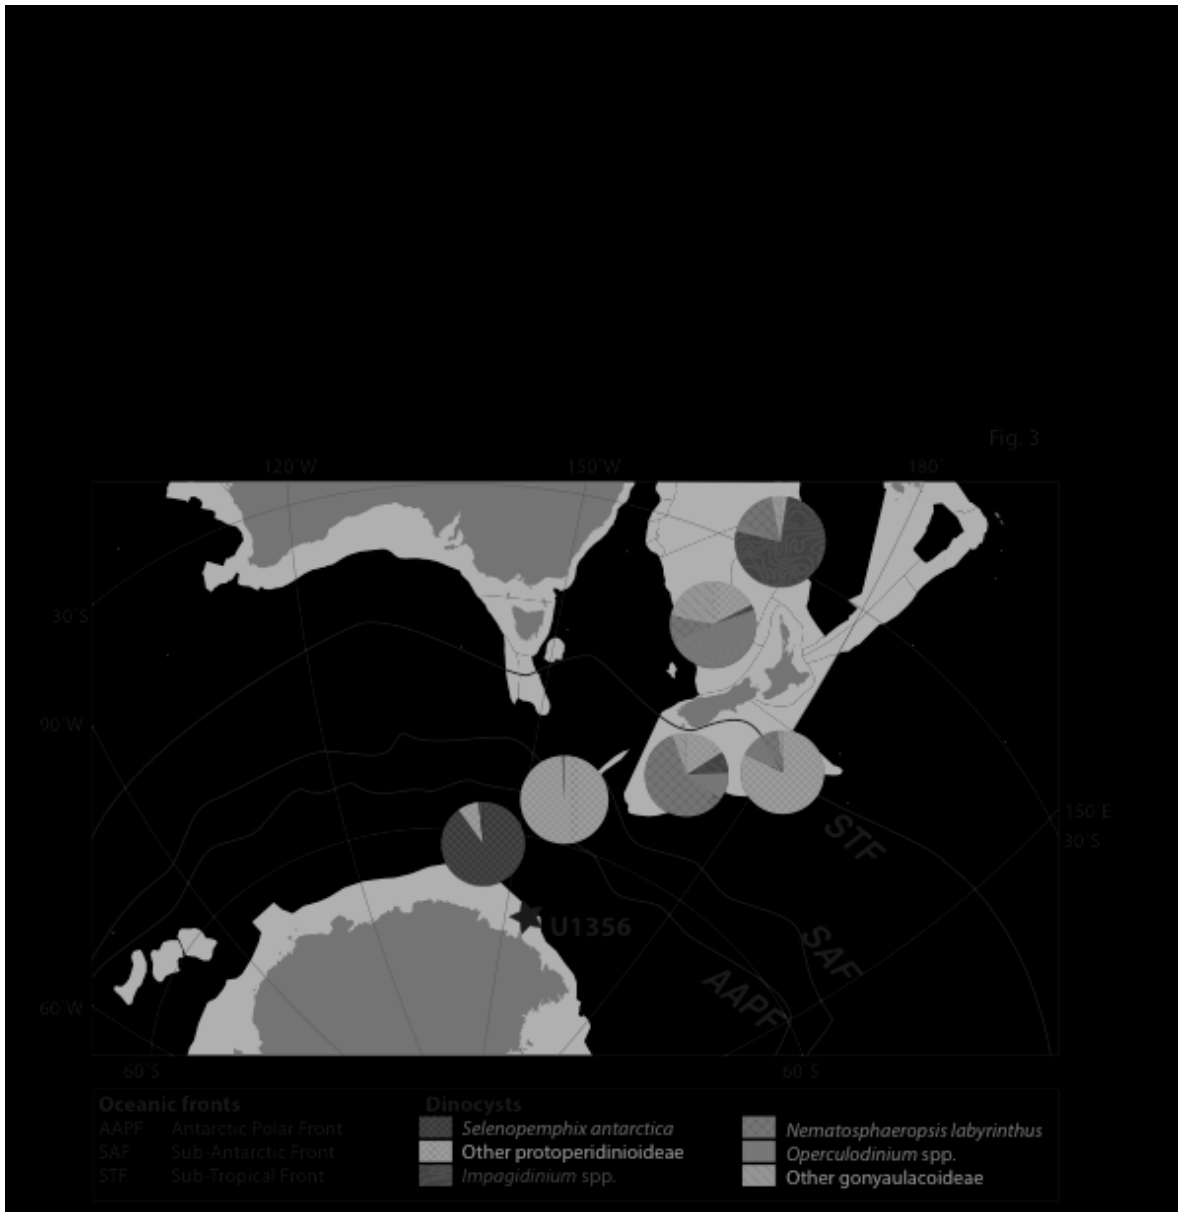 Fig. 3
120°W 150°W 180°
30°S
90°W
60°W
150°E
30°S
STF
SAF
AAPF
U1356
60°S 60°S
Oceanic fronts Dinocysts
AAPF Antarctic Polar Front Selenopemphix antarctica Nematosphaeropsis labyrinthus
SAF Sub-Antarctic Front Other protoperidinioideae Operculodinium spp.
STF Sub-Tropical Front Impagidinium spp. Other gonyaulacoideae